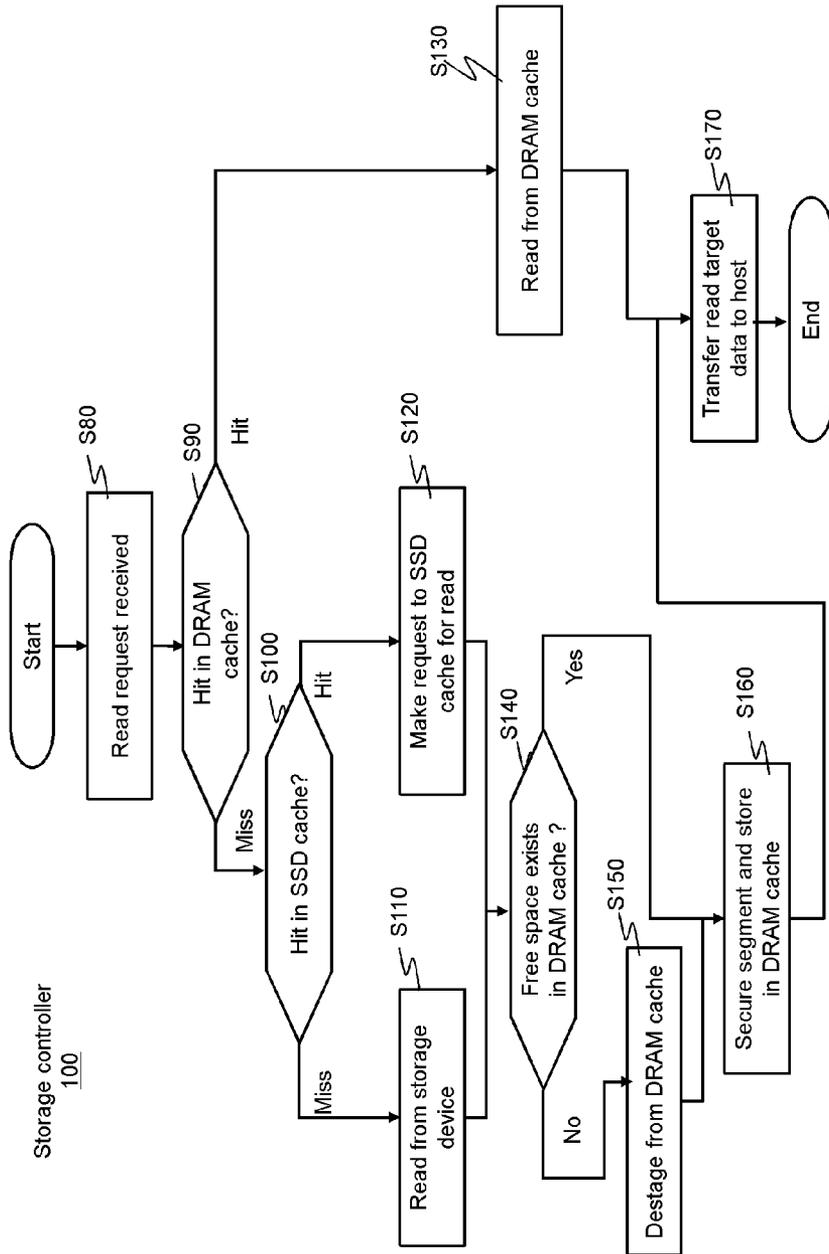 Storage controller
100
Start
S80
Read request received
S90
Hit in DRAM
cache?
Hit
Miss
S100
Hit in SSD cache?
Hit
Miss
S110
Read from storage
device
S120
Make request to SSD
cache for read
S130
Read from DRAM cache
S140
Free space exists
in DRAM cache ?
Yes
No
S150
Destage from DRAM cache
S160
Secure segment and store
in DRAM cache
S170
Transfer read target
data to host
End